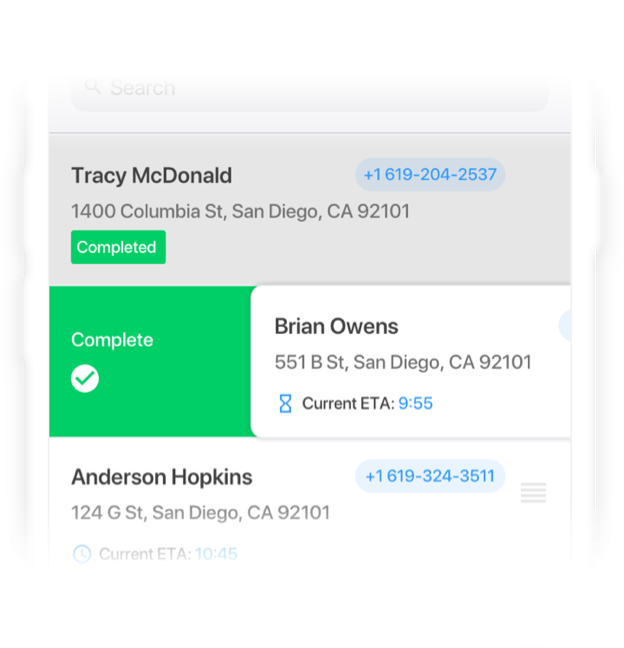 Search
Tracy McDonald
+1 619-204-2537
1400 Columbia St, San Diego, CA 92101
Completed
Complete
Brian Owens
551 B St, San Diego, CA 92101
Current ETA: 9:55
Anderson Hopkins
+1 619-324-3511
124 G St, San Diego, CA 92101
Current ETA: 10:45